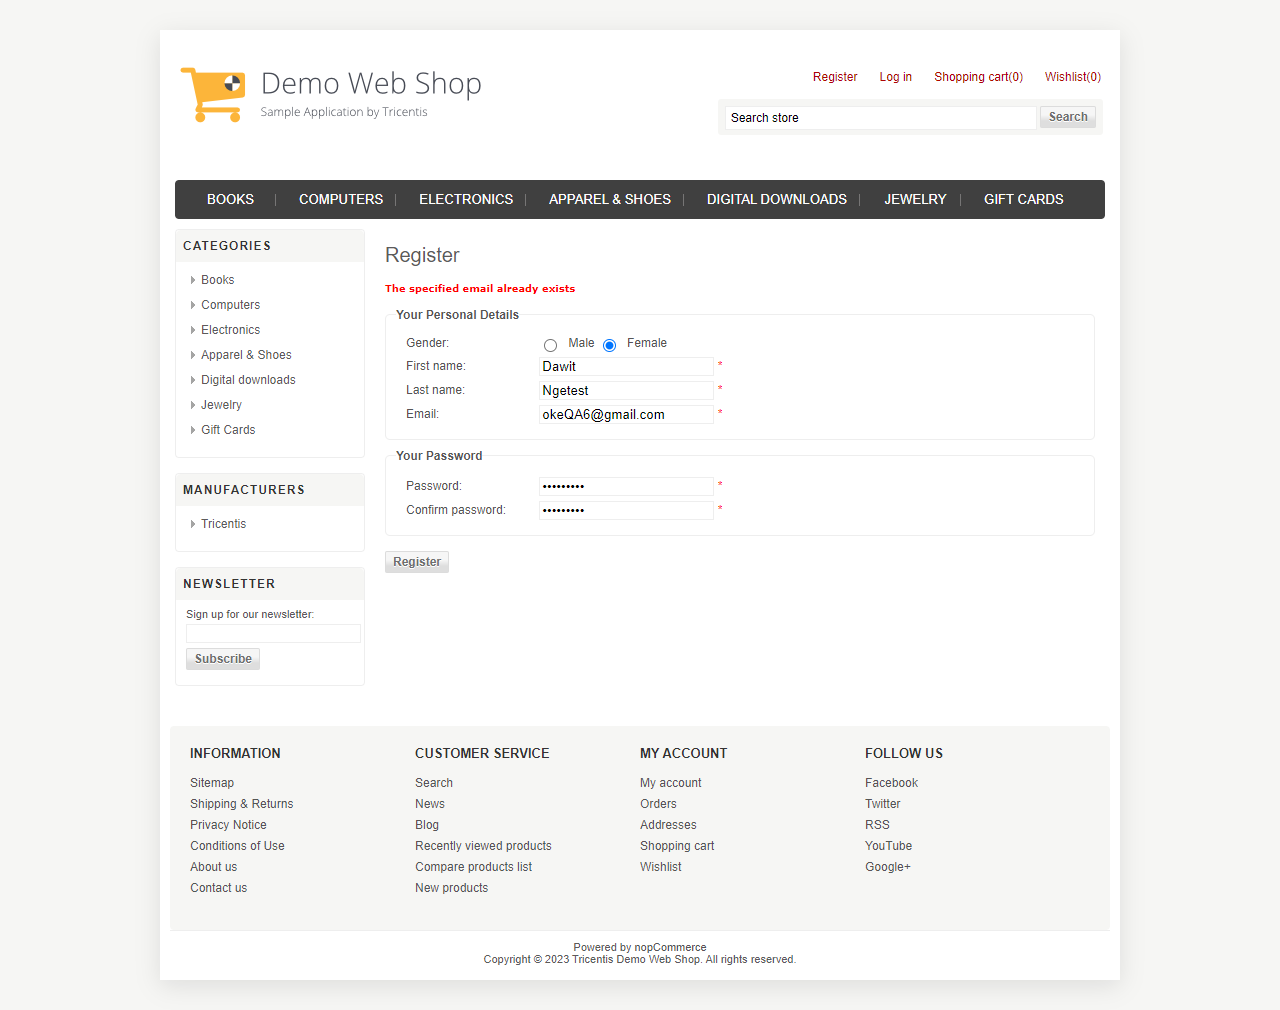 Demo Web Shop
Sample Application by Tricentis
Register Log in Shopping cart(0) Wishlist(0)
Search store Search
BOOKS COMPUTERS ELECTRONICS APPAREL & SHOES DIGITAL DOWNLOADS JEWELRY GIFT CARDS
CATEGORIES
Books
Computers
Electronics
Apparel & Shoes
Digital downloads
Jewelry
Gift Cards
MANUFACTURERS
Tricentis
NEWSLETTER
Sign up for our newsletter:
Subscribe
Register
The specified email already exists
Your Personal Details
Gender: Male Female
First name: Dawit *
Last name: Ngetest *
Email: okeQA6@gmail.com *
Your Password
Password: ••••••••• *
Confirm password: ••••••••• *
Register
INFORMATION
Sitemap
Shipping & Returns
Privacy Notice
Conditions of Use
About us
Contact us
CUSTOMER SERVICE
Search
News
Blog
Recently viewed products
Compare products list
New products
MY ACCOUNT
My account
Orders
Addresses
Shopping cart
Wishlist
FOLLOW US
Facebook
Twitter
RSS
YouTube
Google+
Powered by nopCommerce
Copyright © 2023 Tricentis Demo Web Shop. All rights reserved.